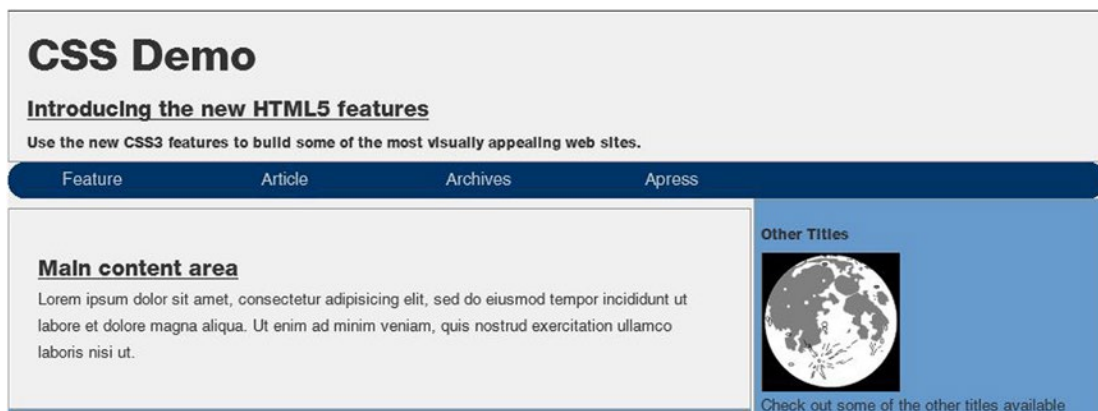 CSS Demo
Introducing the new HTML5 features
Use the new CSS3 features to build some of the most visually appealing web sites.
Feature Article Archives Apress
Main content area
Lorem ipsum dolor sit amet, consectetur adipisicing elit, sed do eiusmod tempor incididunt ut
labore et dolore magna aliqua. Ut enim ad minim veniam, quis nostrud exercitation ullamco
laboris nisi ut.
Other Titles
Check out some of the other titles available